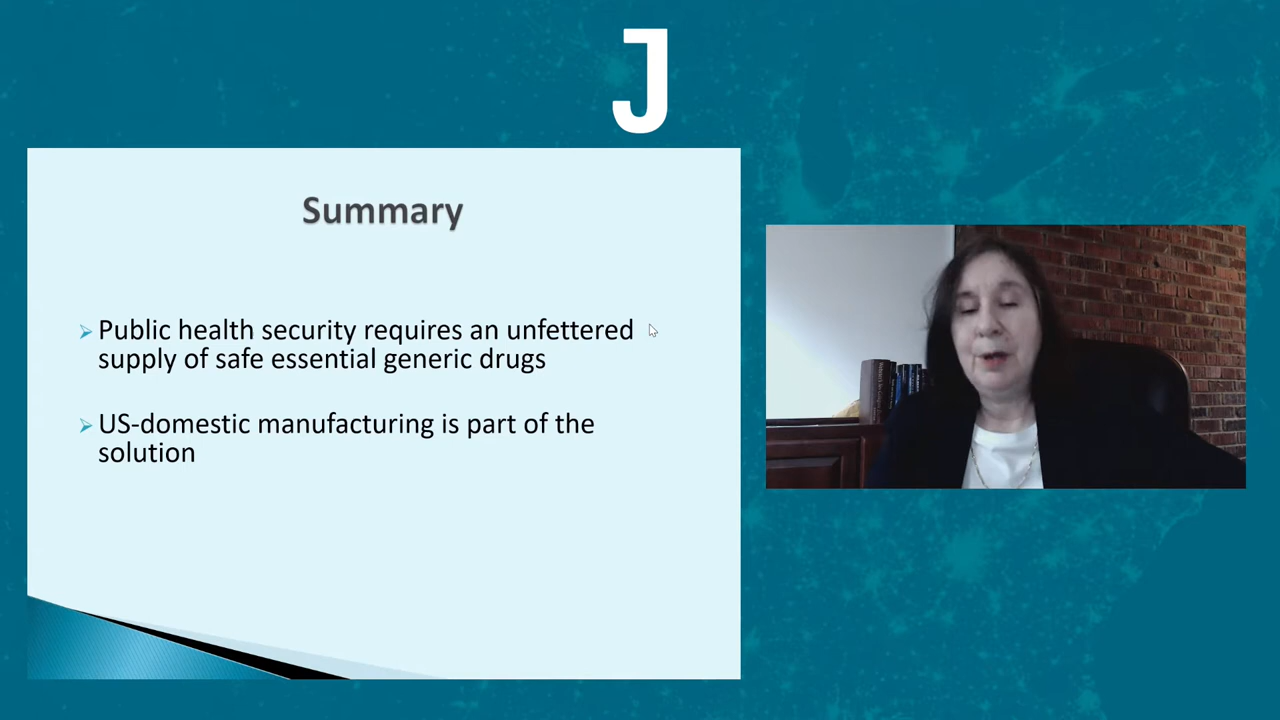 J
Summary
Public health security requires an unfettered
supply of safe essential generic drugs
US-domestic manufacturing is part of the
solution